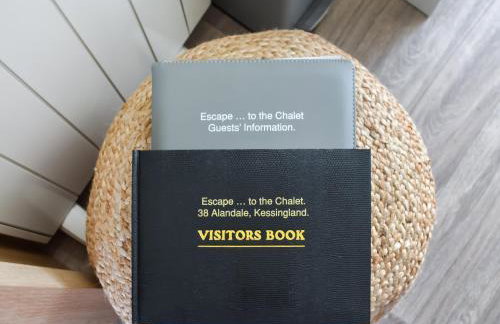 Escape ... to the Chalet
Guests' Information.
Escape ... to the Chalet.
38 Alandale, Kessingland.
VISITORS BOOK